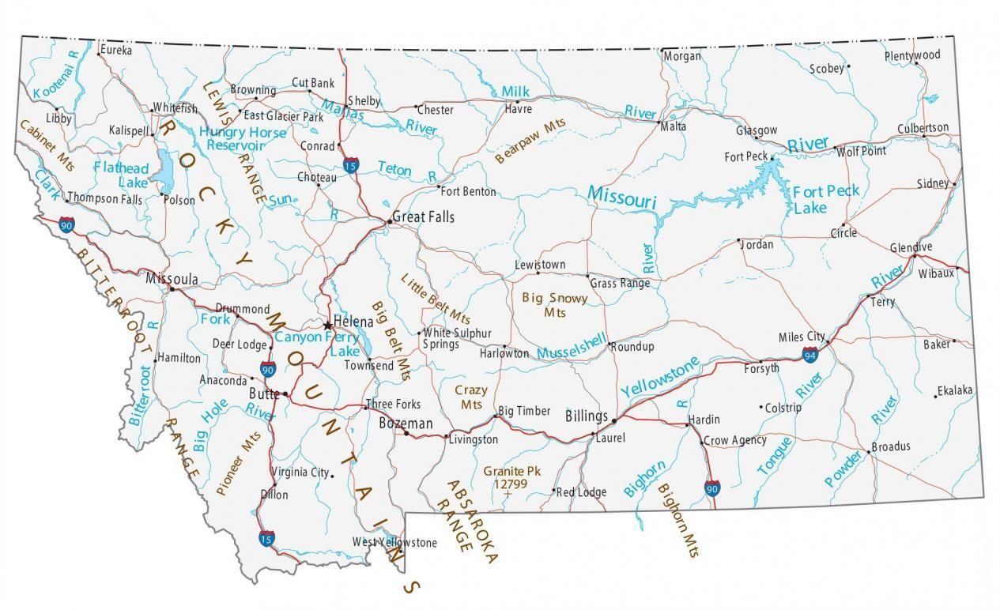 Eureka
Morgan
Scobey
Plentywood
Kootenai R
Cut Bank
Browning
LEWIS
RANGE
Milk
River
Shelby
Marias
River
Chester
Havre
Libby
Whitefish
East Glacier Park
Malta
Glasgow
Culbertson
Kalispell
Hungry Horse
Reservoir
Conrad
Cabinet Mts
Bearpaw Mts
Fort Peck
River
Wolf Point
15
Flathead
Lake
Choteau
Teton R
Fort Benton
Clark
Thompson Falls
Polson
Sun R
Missouri
River
Fort Peck
Lake
Sidney
90
Great Falls
Circle
Jordan
Glendive
ROCKY
MOUNTAINS
BITTERROOT
RANGE
Missoula
Lewistown
Grass Range
River
Wibaux
Little Belt Mts
Big Snowy
Mts
Terry
Drummond
Fork
Helena
Canyon Ferry
Lake
Big Belt Mts
White Sulphur
Springs
Harlowton
Musselshell
Roundup
Miles City
Baker
Deer Lodge
Hamilton
Bitterroot R
90
Townsend
94
Forsyth
Yellowstone
Anaconda
Butte
Crazy
Mts
Ekalaka
Big Hole
River
Three Forks
Bozeman
Big Timber
Billings
Colstrip
Hardin
Livingston
Laurel
Crow Agency
Tongue
River
Powder
River
Broadus
Pioneer Mts
Virginia City
Dillon
Granite Pk
12799
Red Lodge
Bighorn
R
Bighorn Mts
90
ABSAROKA
RANGE
15
West Yellowstone